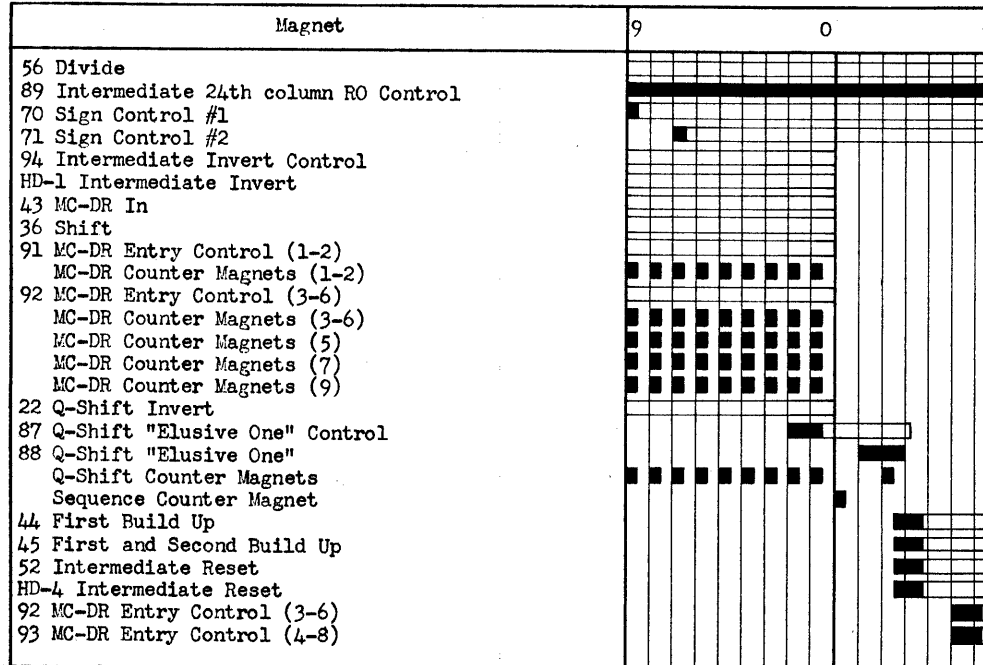 Magnet 9 0
56 Divide
89 Intermediate 24th column RO Control
70 Sign Control #1
71 Sign Control #2
94 Intermediate Invert Control
HD-1 Intermediate Invert
43 MC-DR In
36 Shift
91 MC-DR Entry Control (1-2)
MC-DR Counter Magnets (1-2)
92 MC-DR Entry Control (3-6)
MC-DR Counter Magnets (3-6)
MC-DR Counter Magnets (5)
MC-DR Counter Magnets (7)
MC-DR Counter Magnets (9)
22 Q-Shift Invert
87 Q-Shift "Elusive One" Control
88 Q-Shift "Elusive One"
Q-Shift Counter Magnets
Sequence Counter Magnet
44 First Build Up
45 First and Second Build Up
52 Intermediate Reset
HD-4 Intermediate Reset
92 MC-DR Entry Control (3-6)
93 MC-DR Entry Control (4-8)